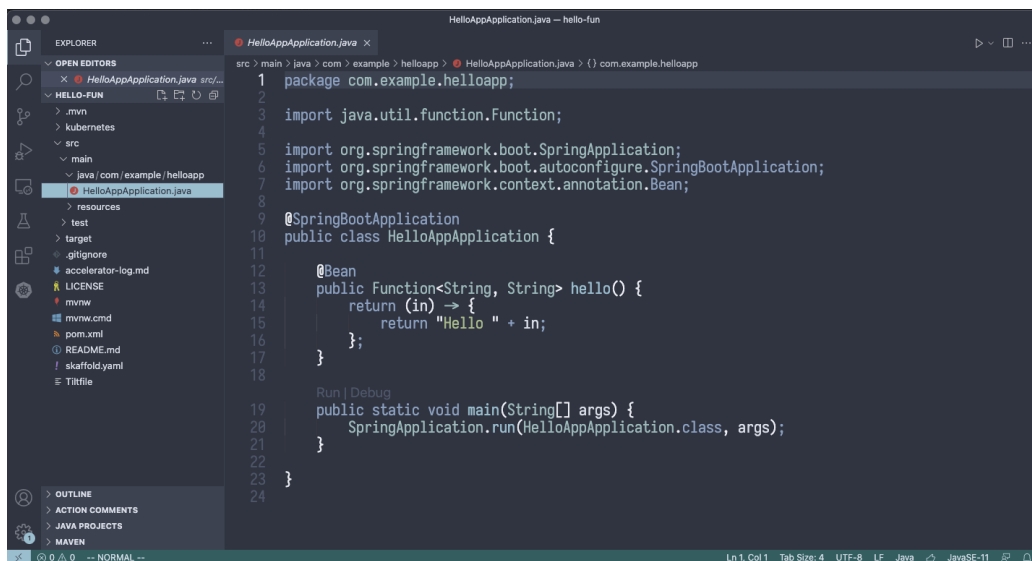 HelloAppApplication.java — hello-fun
EXPLORER
HelloAppApplication.java
OPEN EDITORS
HelloAppApplication.java src/...
HELLO-FUN
.mvn
kubernetes
src
main
java/com/example/helloapp
HelloAppApplication.java
resources
test
target
.gitignore
accelerator-log.md
LICENSE
mvnw
mvnw.cmd
pom.xml
README.md
skaffold.yaml
Tiltfile
OUTLINE
ACTION COMMENTS
JAVA PROJECTS
MAVEN
src > main > java > com > example > helloapp > HelloAppApplication.java > {} com.example.helloapp
1 package com.example.helloapp;
2
3 import java.util.function.Function;
4
5 import org.springframework.boot.SpringApplication;
6 import org.springframework.boot.autoconfigure.SpringBootApplication;
7 import org.springframework.context.annotation.Bean;
8
9 @SpringBootApplication
10 public class HelloAppApplication {
11
12 @Bean
13 public Function<String, String> hello() {
14 return (in) → {
15 return "Hello " + in;
16 };
17 }
18
Run | Debug
19 public static void main(String[] args) {
20 SpringApplication.run(HelloAppApplication.class, args);
21 }
22
23 }
24
1
0 0 -- NORMAL --
Ln 1, Col 1 Tab Size: 4 UTF-8 LF Java JavaSE-11